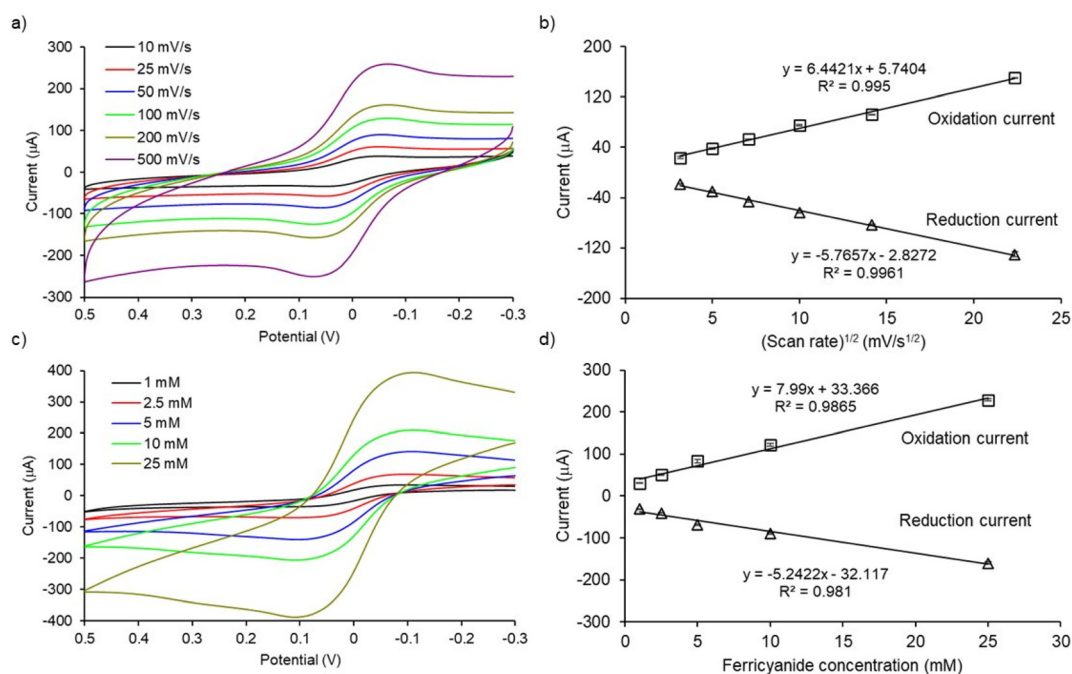 a)
300
200
100
0
-100
-200
-300
Current (µA)
10 mV/s
25 mV/s
50 mV/s
100 mV/s
200 mV/s
500 mV/s
0.5 0.4 0.3 0.2 0.1 0 -0.1 -0.2 -0.3
Potential (V)
b)
200
120
40
-40
-120
-200
Current (µA)
y = 6.4421x + 5.7404
R² = 0.995
Oxidation current
Reduction current
y = -5.7657x - 2.8272
R² = 0.9961
0 5 10 15 20 25
(Scan rate)1/2 (mV/s1/2)
c)
400
300
200
100
0
-100
-200
-300
-400
Current (µA)
1 mM
2.5 mM
5 mM
10 mM
25 mM
0.5 0.4 0.3 0.2 0.1 0 -0.1 -0.2 -0.3
Potential (V)
d)
300
200
100
0
-100
-200
-300
Current (µA)
y = 7.99x + 33.366
R² = 0.9865
Oxidation current
Reduction current
y = -5.2422x - 32.117
R² = 0.981
0 5 10 15 20 25 30
Ferricyanide concentration (mM)